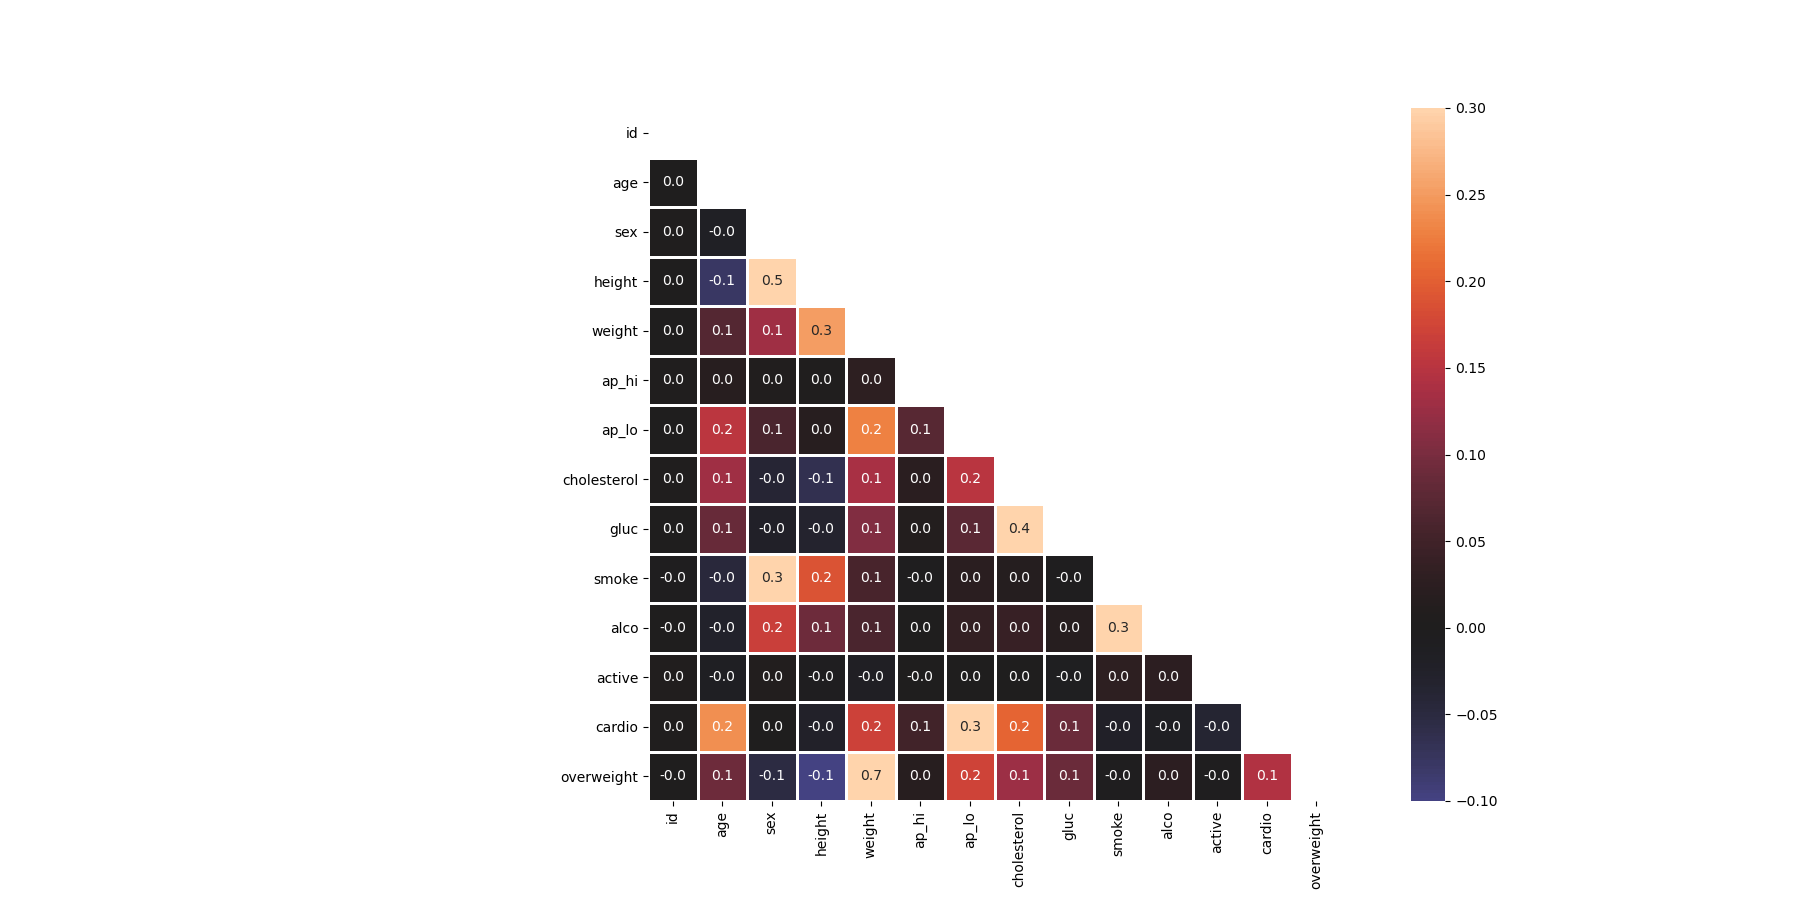 0.30
id
age 0.0
0.25
sex 0.0 -0.0
height 0.0 -0.1 0.5
0.20
weight 0.0 0.1 0.1 0.3
ap_hi 0.0 0.0 0.0 0.0 0.0
0.15
ap_lo 0.0 0.2 0.1 0.0 0.2 0.1
0.10
cholesterol 0.0 0.1 -0.0 -0.1 0.1 0.0 0.2
gluc 0.0 0.1 -0.0 -0.0 0.1 0.0 0.1 0.4
0.05
smoke -0.0 -0.0 0.3 0.2 0.1 -0.0 0.0 0.0 -0.0
alco -0.0 -0.0 0.2 0.1 0.1 0.0 0.0 0.0 0.0 0.3
0.00
active 0.0 -0.0 0.0 -0.0 -0.0 -0.0 0.0 0.0 -0.0 0.0 0.0
−0.05
cardio 0.0 0.2 0.0 -0.0 0.2 0.1 0.3 0.2 0.1 -0.0 -0.0 -0.0
overweight -0.0 0.1 -0.1 -0.1 0.7 0.0 0.2 0.1 0.1 -0.0 0.0 -0.0 0.1
−0.10
id age sex height weight ap_hi ap_lo cholesterol gluc smoke alco active cardio overweight